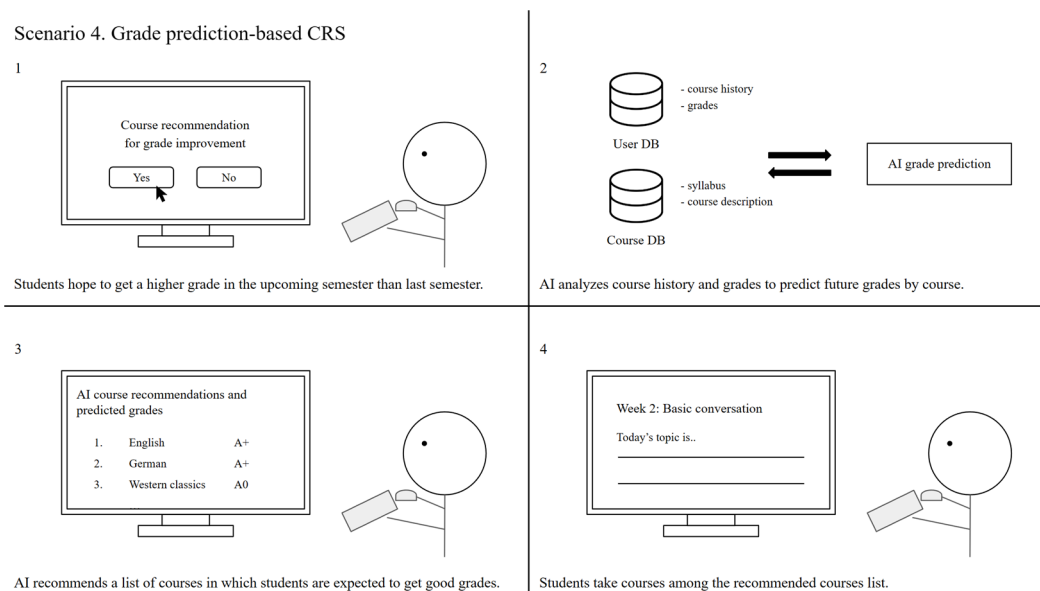 Scenario 4. Grade prediction-based CRS
1
Course recommendation
for grade improvement
Yes
No
Students hope to get a higher grade in the upcoming semester than last semester.
2
- course history
- grades
User DB
- syllabus
- course description
Course DB
AI grade prediction
AI analyzes course history and grades to predict future grades by course.
3
AI course recommendations and
predicted grades
1. English A+
2. German A+
3. Western classics A0
AI recommends a list of courses in which students are expected to get good grades.
4
Week 2: Basic conversation
Today's topic is..
Students take courses among the recommended courses list.